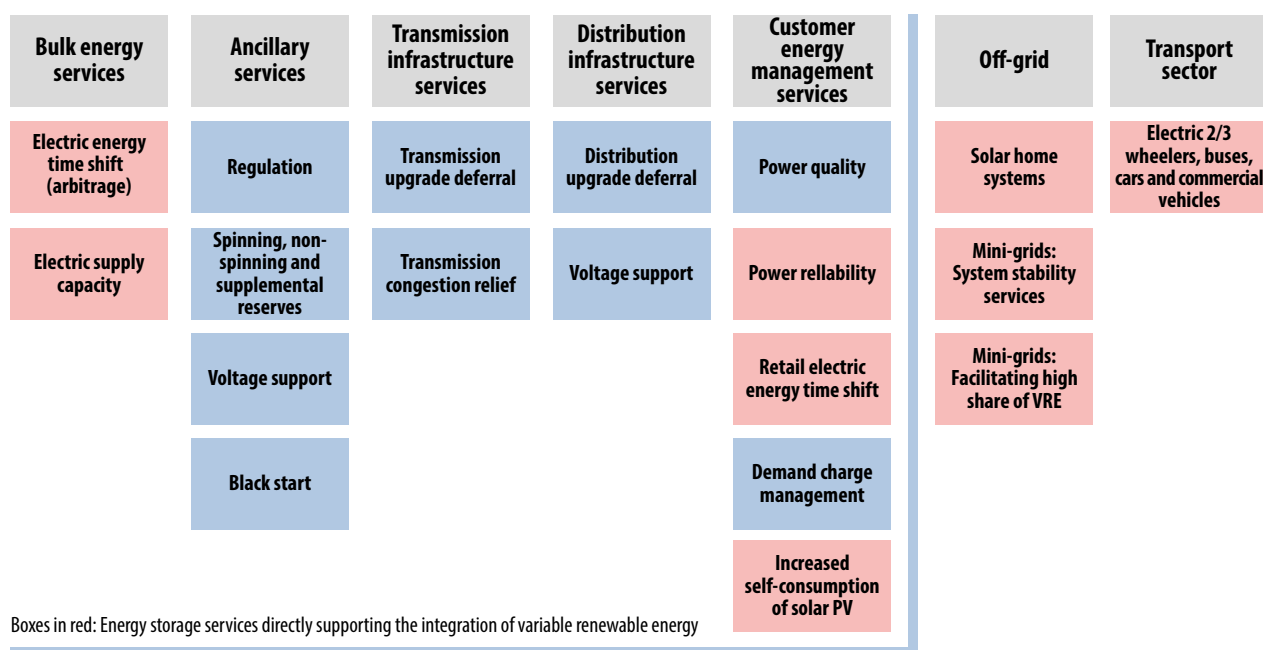 Bulk energy
services
Electric energy
time shift
(arbitrage)
Electric supply
capacity
Ancillary
services
Regulation
Spinning, non-
spinning and
supplemental
reserves
Voltage support
Black start
Transmission
infrastructure
services
Transmission
upgrade deferral
Transmission
congestion relief
Distribution
infrastructure
services
Distribution
upgrade deferral
Voltage support
Customer
energy
management
services
Power quality
Power rellability
Retail electric
energy time shift
Demand charge
management
Increased
self-consumption
of solar PV
Off-grid
Solar home
systems
Mini-grids:
System stability
services
Mini-grids:
Facilitating high
share of VRE
Transport
sector
Electric 2/3
wheelers, buses,
cars and commercial
vehicles
Boxes in red: Energy storage services directly supporting the integration of variable renewable energy